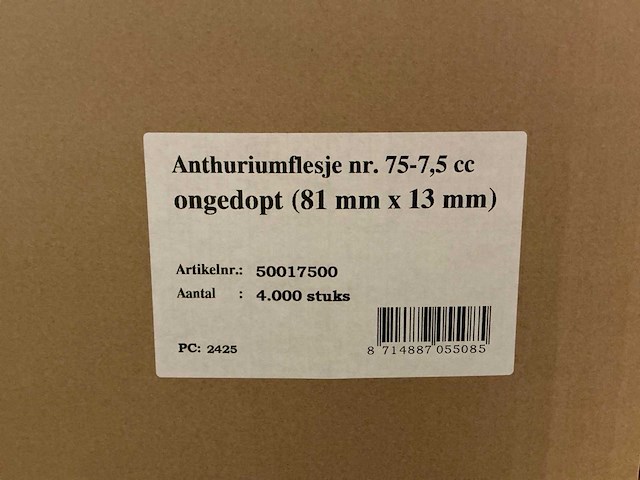 Anthuriumflesje nr. 75-7,5 cc
ongedopt (81 mm x 13 mm)
Artikelnr.: 50017500
Aantal : 4.000 stuks
PC: 2425
8 714887 055085